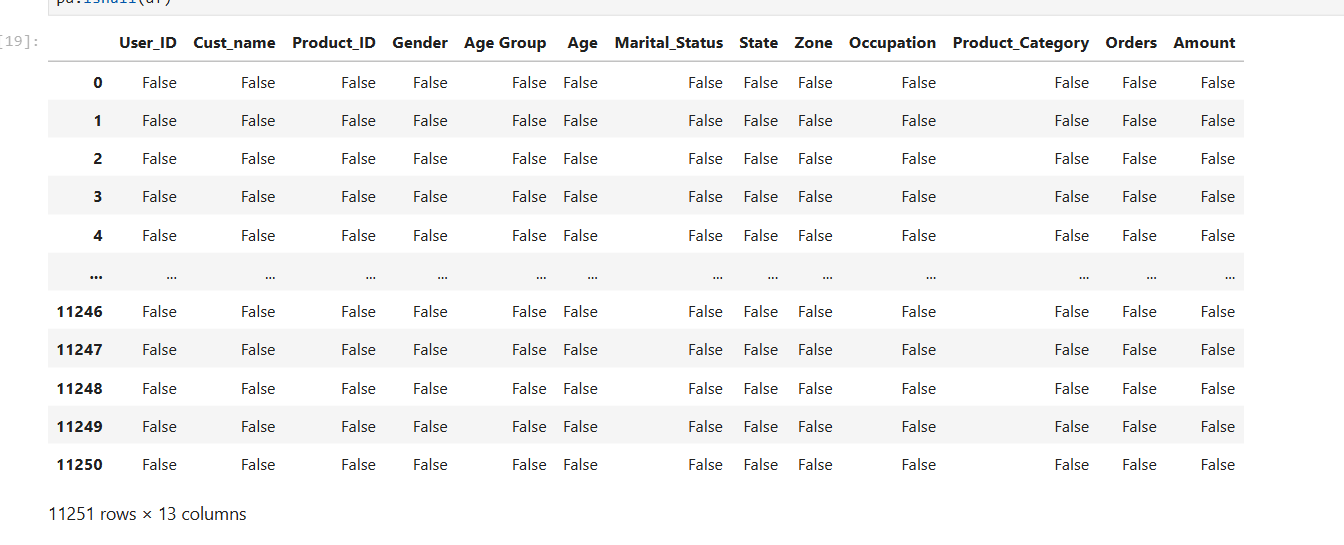 pd.isnull(df)
[19]:
User_ID Cust_name Product_ID Gender Age Group Age Marital_Status State Zone Occupation Product_Category Orders Amount
0 False False False False False False False False False False False False False
1 False False False False False False False False False False False False False
2 False False False False False False False False False False False False False
3 False False False False False False False False False False False False False
4 False False False False False False False False False False False False False
... ... ... ... ... ... ... ... ... ... ... ... ... ...
11246 False False False False False False False False False False False False False
11247 False False False False False False False False False False False False False
11248 False False False False False False False False False False False False False
11249 False False False False False False False False False False False False False
11250 False False False False False False False False False False False False False
11251 rows × 13 columns